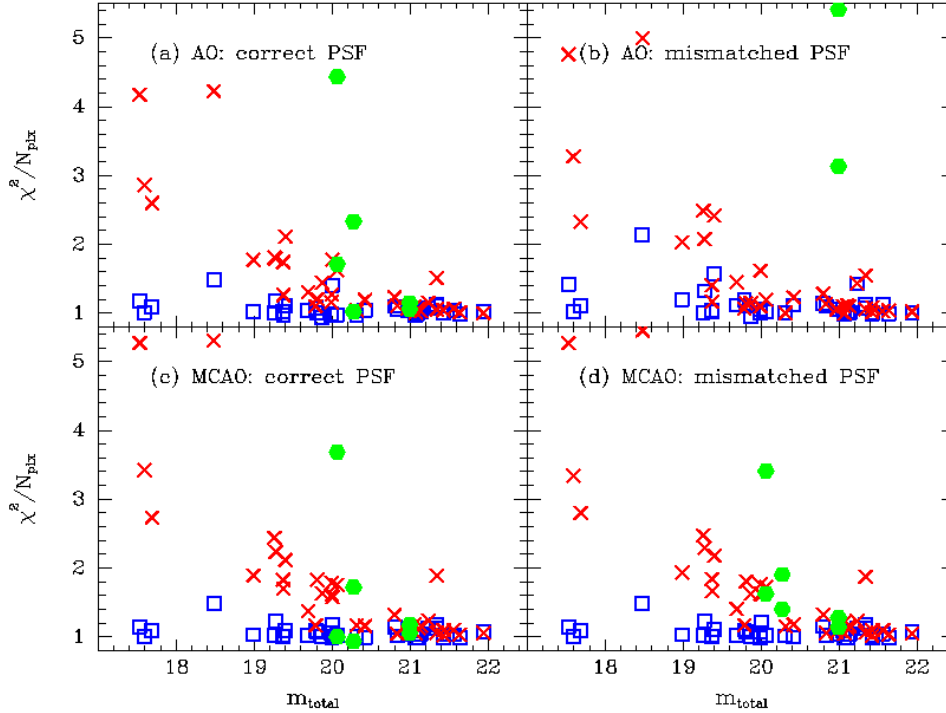 (a) AO: correct PSF
(b) AO: mismatched PSF
5
4
3
2
1
χ²/N_pix
(c) MCAO: correct PSF
(d) MCAO: mismatched PSF
5
4
3
2
1
χ²/N_pix
18 19 20 21 22
18 19 20 21 22
m_total
m_total